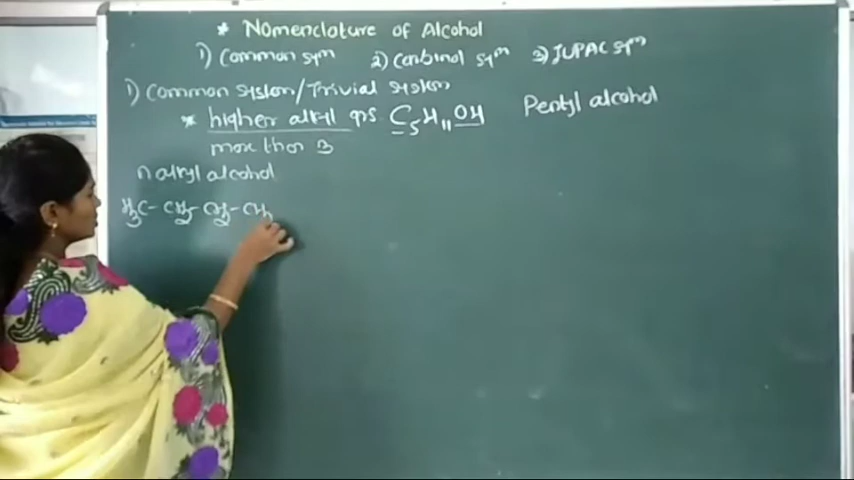 * Nomenclature of Alcohol
1) Common sym 2) Carbinol sym 3) IUPAC sym
1) Common System/Trivial System
* higher alkyl gps C5H11OH Pentyl alcohol
more than 3
n alkyl alcohol
H3C-CH2-CH2-CH2